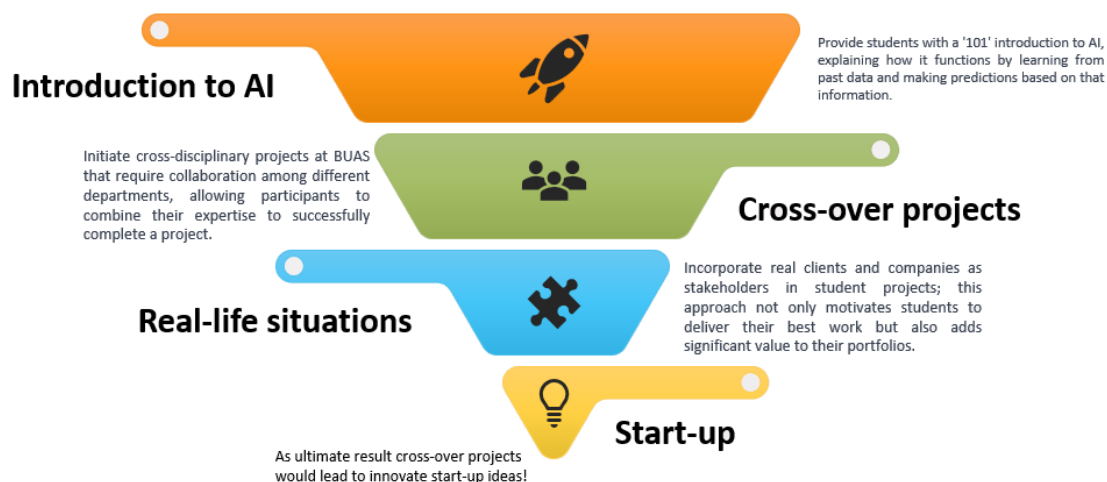 Introduction to AI
Provide students with a '101' introduction to AI,
explaining how it functions by learning from
past data and making predictions based on that
information.
Initiate cross-disciplinary projects at BUAS
that require collaboration among different
departments, allowing participants to
combine their expertise to successfully
complete a project.
Cross-over projects
Real-life situations
Incorporate real clients and companies as
stakeholders in student projects; this
approach not only motivates students to
deliver their best work but also adds
significant value to their portfolios.
Start-up
As ultimate result cross-over projects
would lead to innovate start-up ideas!